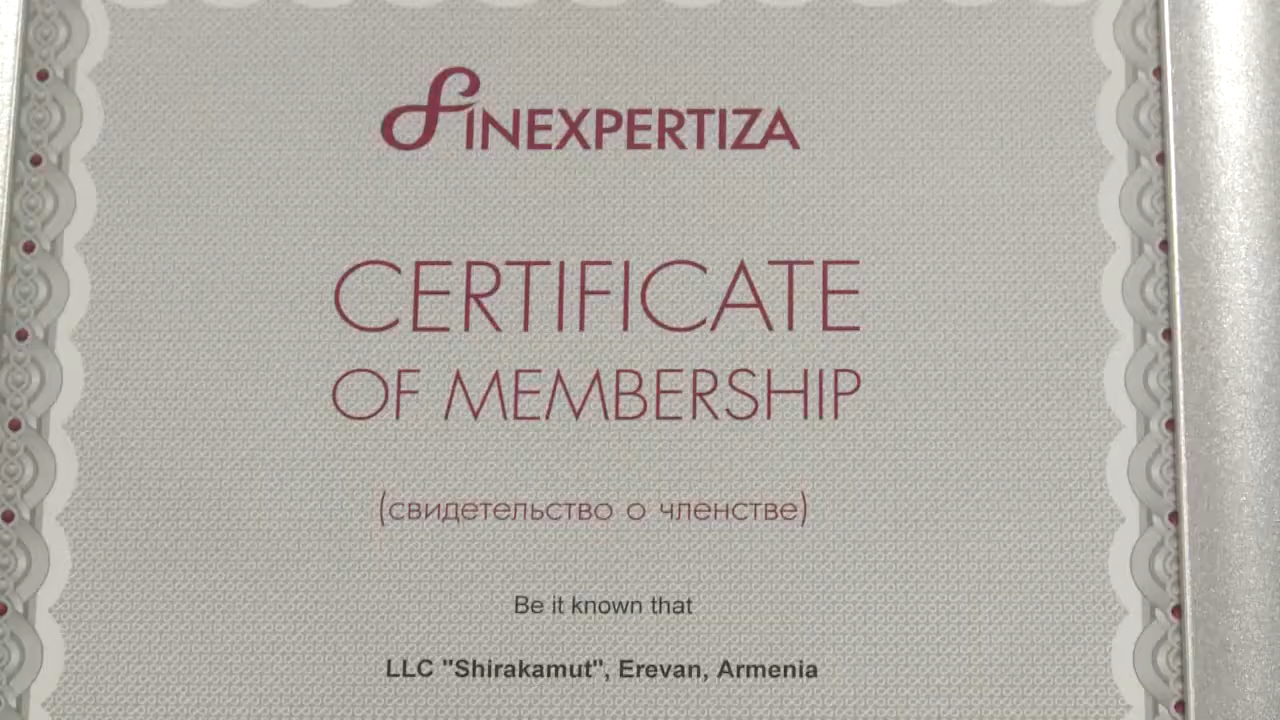 FINEXPERTIZA
CERTIFICATE
OF MEMBERSHIP
(свидетельство о членстве)
Be it known that
LLC "Shirakamut", Erevan, Armenia